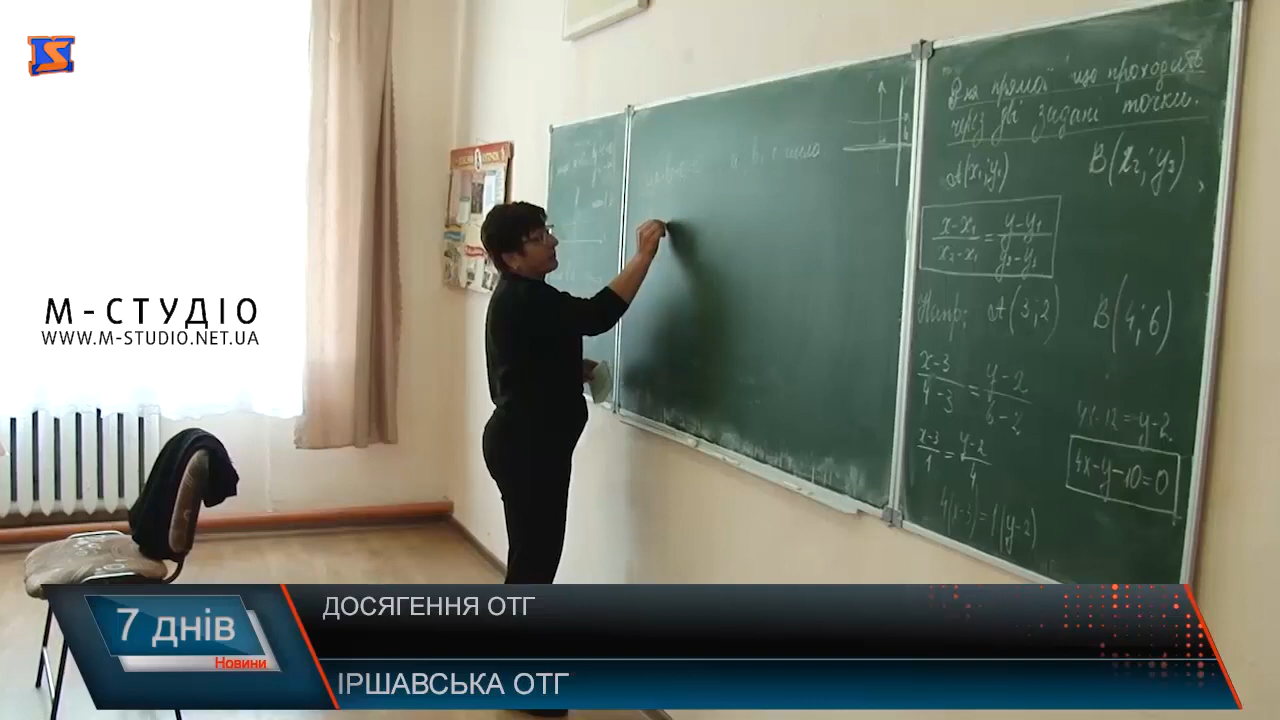 М-СТУДІО
WWW.M-STUDIO.NET.UA
а, b, с числа
Р-ня прямої що проходить
через дві задані точки.
A(x₁; y₁) B(x₂; y₂),
x-x₁/x₂-x₁ = y-y₁/y₂-y₁
Напр; A(3; 2) B(4; 6)
x-3/4-3 = y-2/6-2
x-3/1 = y-2/4
4(x-3)=1(y-2)
4x-12=y-2
4x-y-10=0
7 днів
Новини
ДОСЯГЕННЯ ОТГ
ІРШАВСЬКА ОТГ